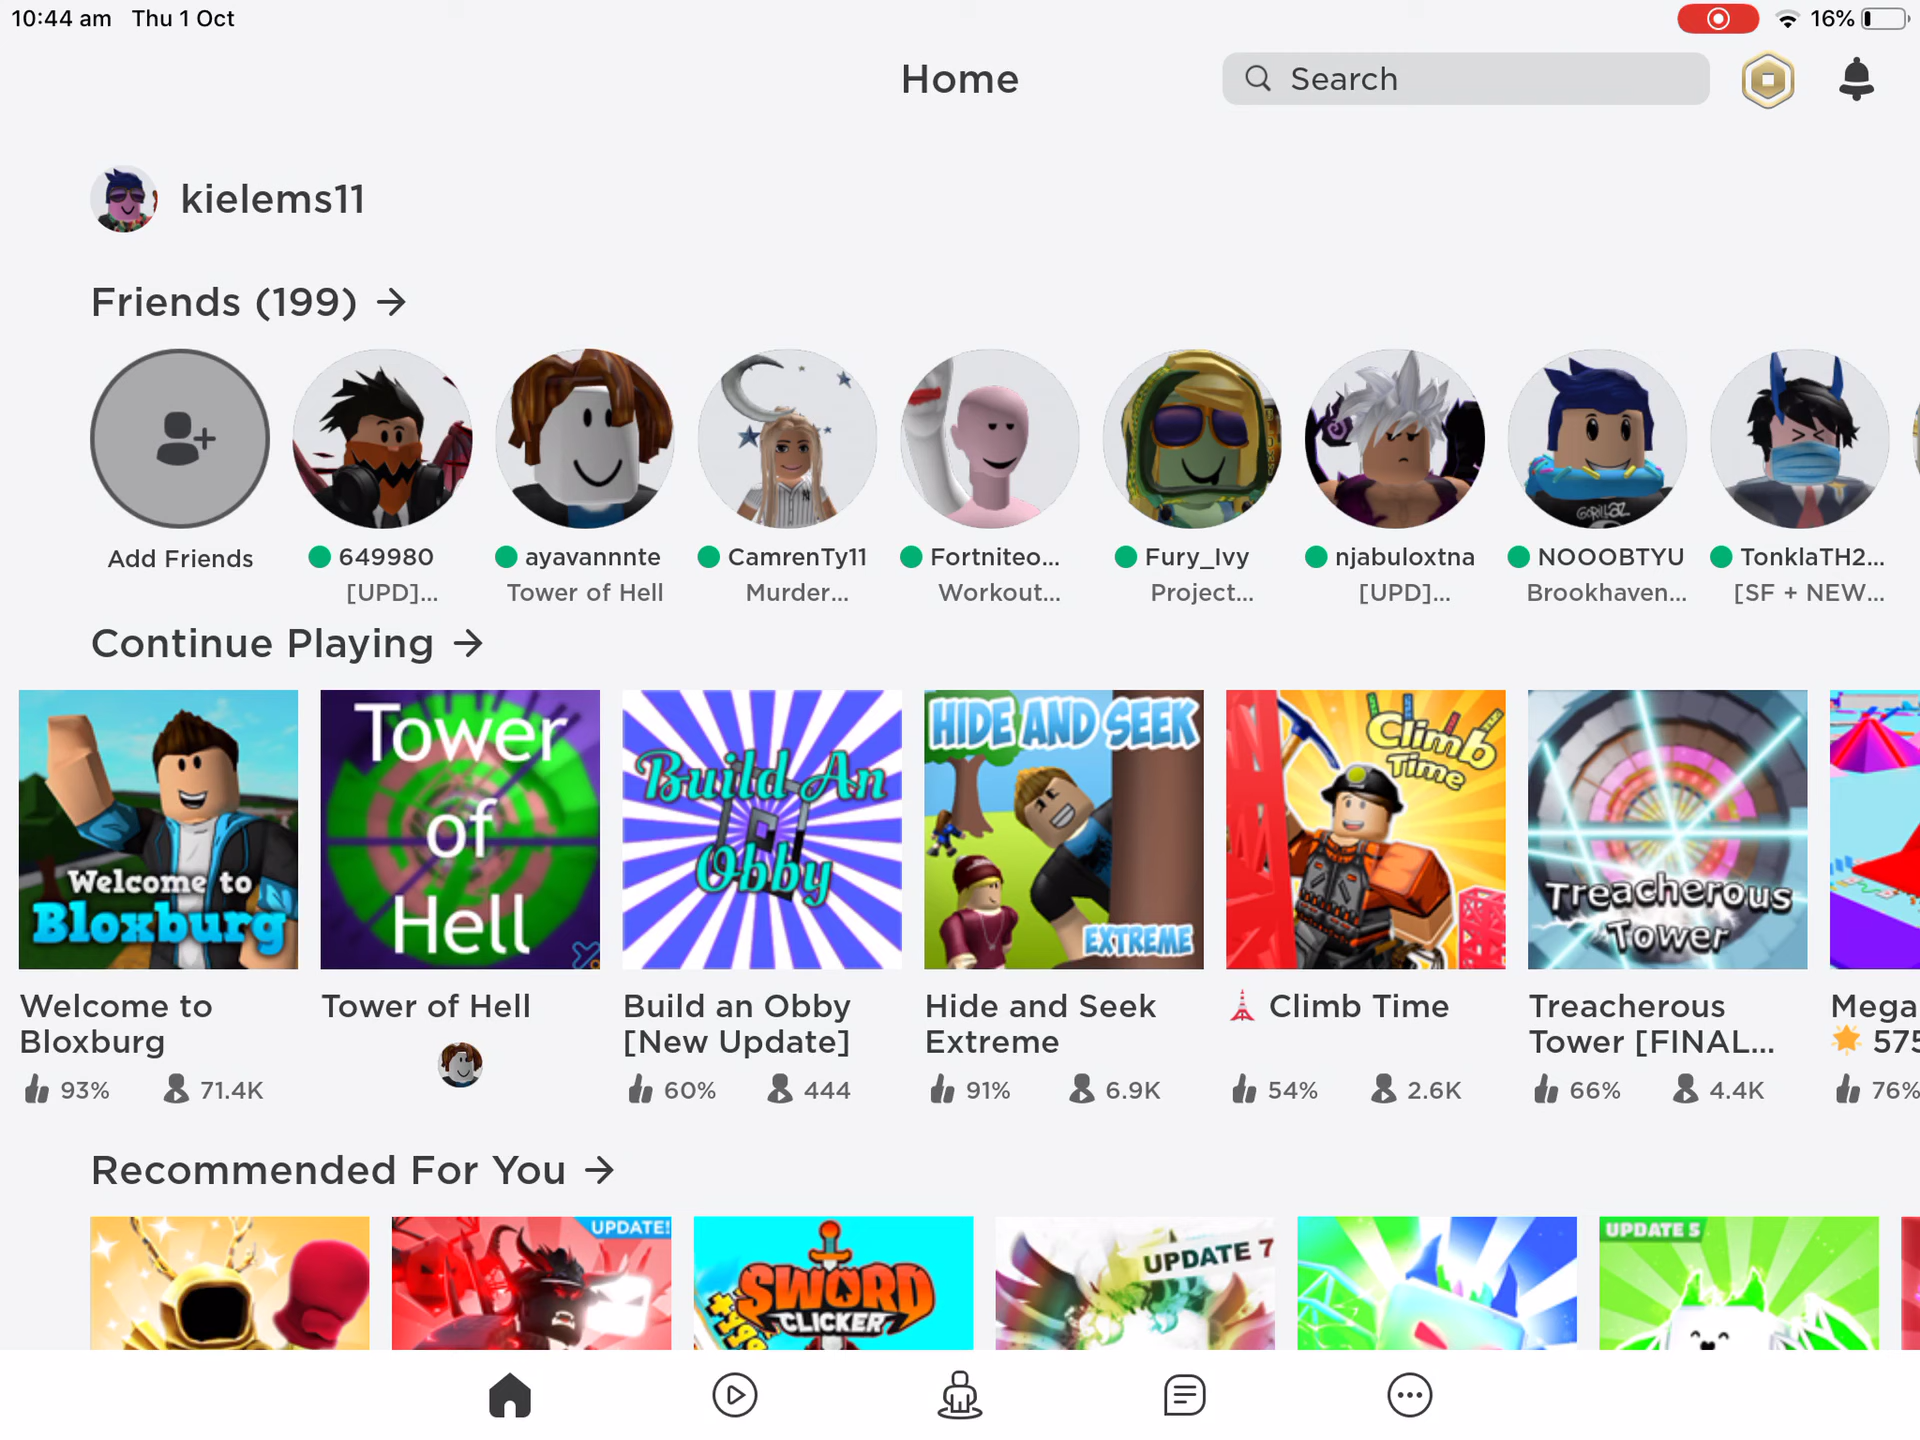 10:44 am Thu 1 Oct
16%
Home
Search
kielems11
Friends (199)
Add Friends
649980
ayavannnte
CamrenTy11
Fortniteo...
Fury_Ivy
njabuloxtna
NOOOBTYU
TonklaTH2...
[UPD]...
Tower of Hell
Murder...
Workout...
Project...
[UPD]...
Brookhaven...
[SF + NEW...
GORILLAZ
Continue Playing
Welcome to
Bloxburg
Tower
of
Hell
Build An
Obby
HIDE AND SEEK
EXTREME
Climb
Time
Treacherous
Tower
Welcome to
Bloxburg
93% 71.4K
Tower of Hell
Build an Obby
[New Update]
60% 444
Hide and Seek
Extreme
91% 6.9K
Climb Time
54% 2.6K
Treacherous
Tower [FINAL...
66% 4.4K
Mega
575
76%
Recommended For You
UPDATE!
SWORD
CLICKER
UPDATE 7
UPDATE 5